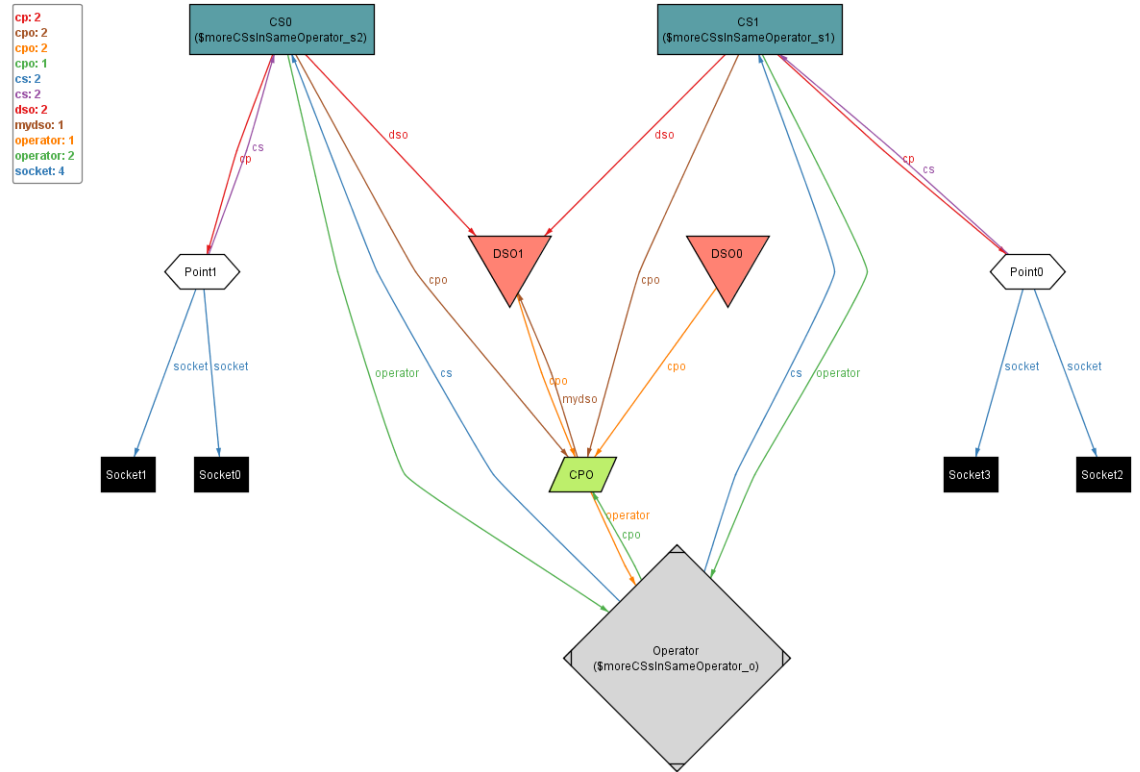 cp: 2
cpo: 2
cpo: 2
cpo: 1
cs: 2
cs: 2
dso: 2
mydso: 1
operator: 1
operator: 2
socket: 4
CS0
($moreCSsInSameOperator_s2)
CS1
($moreCSsInSameOperator_s1)
dso
dso
cs
cp
cp
cs
DSO1
DSO0
Point1
Point0
cpo
cpo
socket
socket
operator
cs
cpo
mydso
cpo
cs
operator
socket
socket
Socket1
Socket0
CPO
Socket3
Socket2
operator
cpo
Operator
($moreCSsInSameOperator_o)